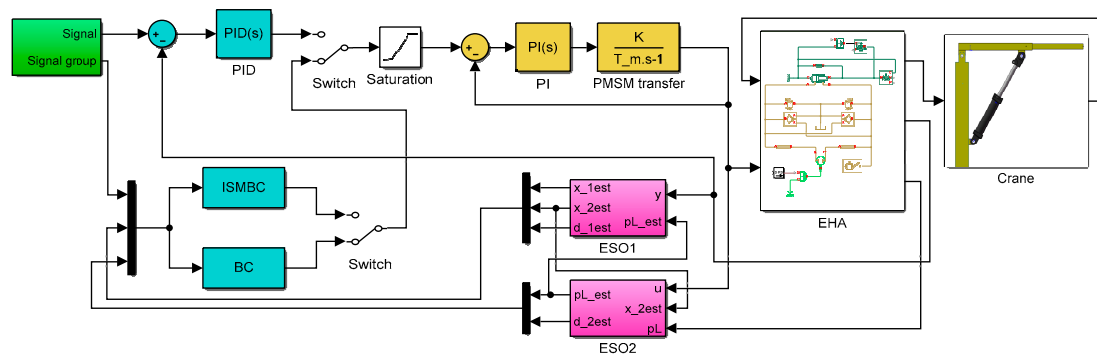 Signal
Signal group
PID(s)
PID
Switch
Saturation
PI(s)
PI
K
T_m.s-1
PMSM transfer
EHA
Crane
ISMBC
BC
Switch
x_1est
x_2est
d_1est
y
pL_est
ESO1
pL_est
d_2est
u
x_2est
pL
ESO2